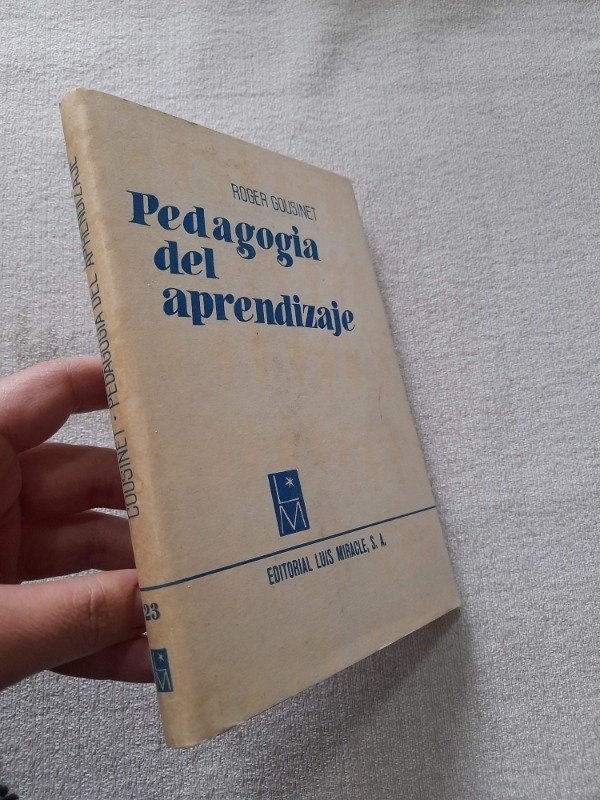 ROGER COUSINET
Pedagogia
del
aprendizaje
LM
EDITORIAL LUIS MIRACLE, S. A.
COUSINET - PEDAGOGIA DEL APRENDIZAJE
23
LM